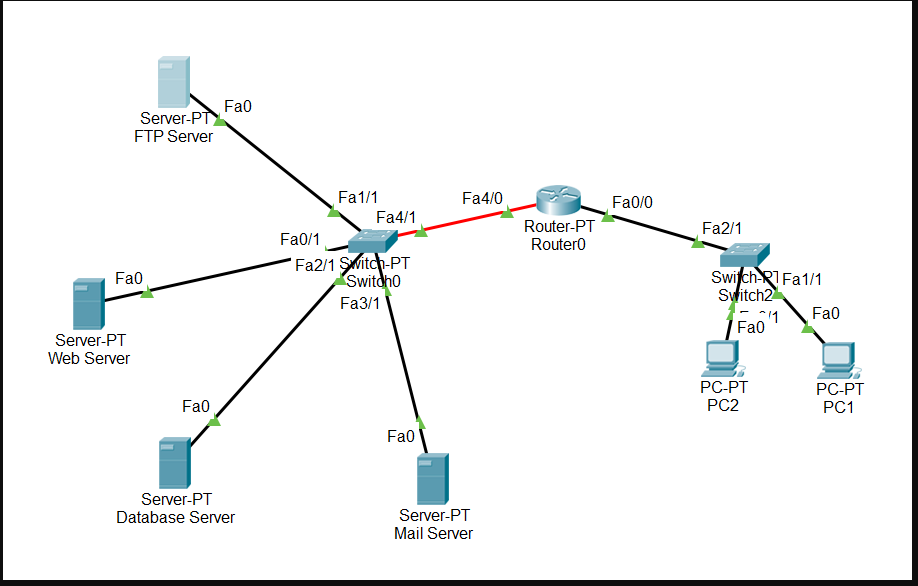 Fa0
Server-PT
FTP Server
Fa1/1
Fa4/1
Fa4/0
Router-PT
Router0
Fa0/0
Fa2/1
Fa0/1
Fa2/1
Switch-PT
Switch0
Fa3/1
Fa0
Server-PT
Web Server
Switch-PT
Switch2
Fa1/1
Fa0
Fa0
PC-PT
PC2
PC-PT
PC1
Fa0
Server-PT
Database Server
Fa0
Server-PT
Mail Server